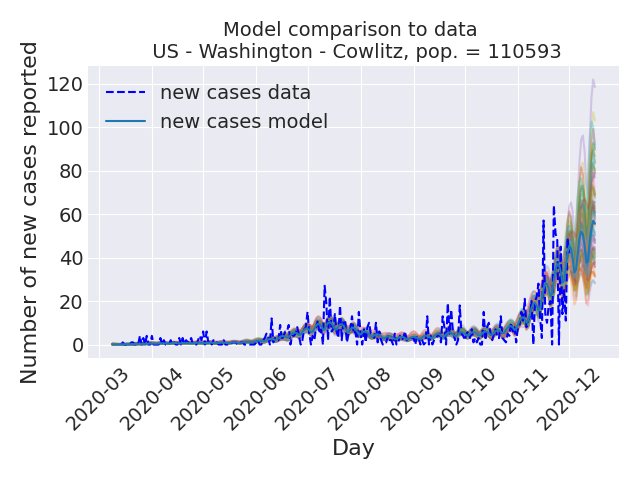 Model comparison to data
US - Washington - Cowlitz, pop. = 110593
Number of new cases reported
120
100
80
60
40
20
0
new cases data
new cases model
2020-03
2020-04
2020-05
2020-06
2020-07
2020-08
2020-09
2020-10
2020-11
2020-12
Day